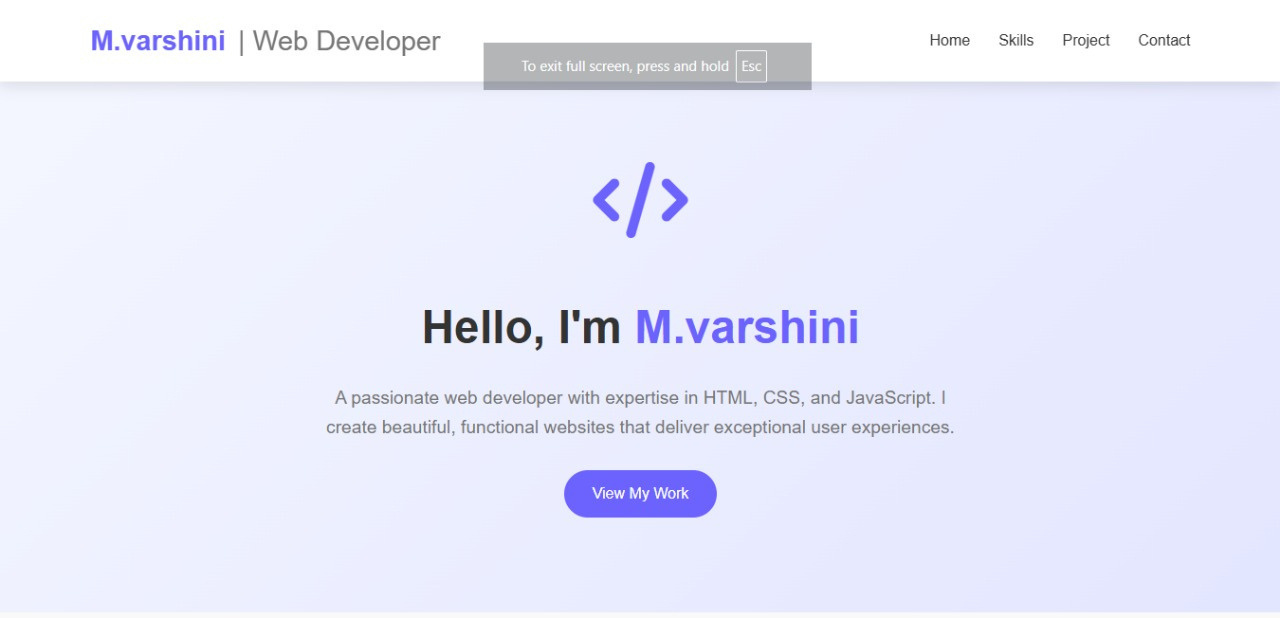 M.varshini | Web Developer
Home Skills Project Contact
To exit full screen, press and hold Esc
</>
Hello, I'm M.varshini
A passionate web developer with expertise in HTML, CSS, and JavaScript. I
create beautiful, functional websites that deliver exceptional user experiences.
View My Work